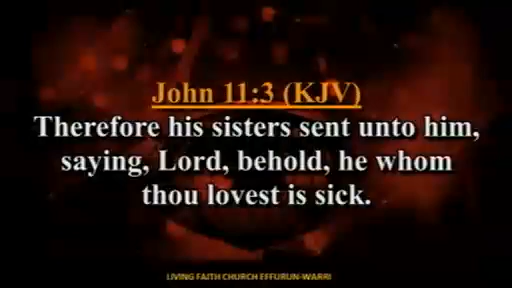 John 11:3 (KJV)
Therefore his sisters sent unto him,
saying, Lord, behold, he whom
thou lovest is sick.
LIVING FAITH CHURCH EFFURUN-WARRI